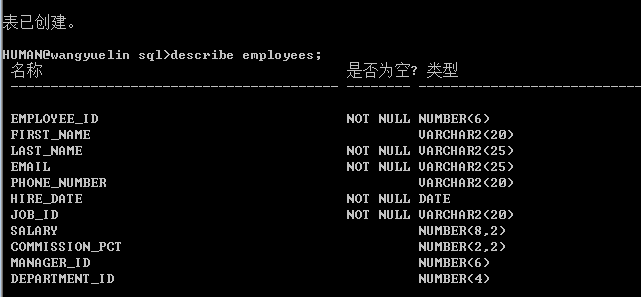 表已创建。
HUMAN@wangyuelin sql>describe employees;
名称 是否为空? 类型
----------------------------------------- -------- ----------------------------
EMPLOYEE_ID NOT NULL NUMBER(6)
FIRST_NAME VARCHAR2(20)
LAST_NAME NOT NULL VARCHAR2(25)
EMAIL NOT NULL VARCHAR2(25)
PHONE_NUMBER VARCHAR2(20)
HIRE_DATE NOT NULL DATE
JOB_ID NOT NULL VARCHAR2(20)
SALARY NUMBER(8,2)
COMMISSION_PCT NUMBER(2,2)
MANAGER_ID NUMBER(6)
DEPARTMENT_ID NUMBER(4)